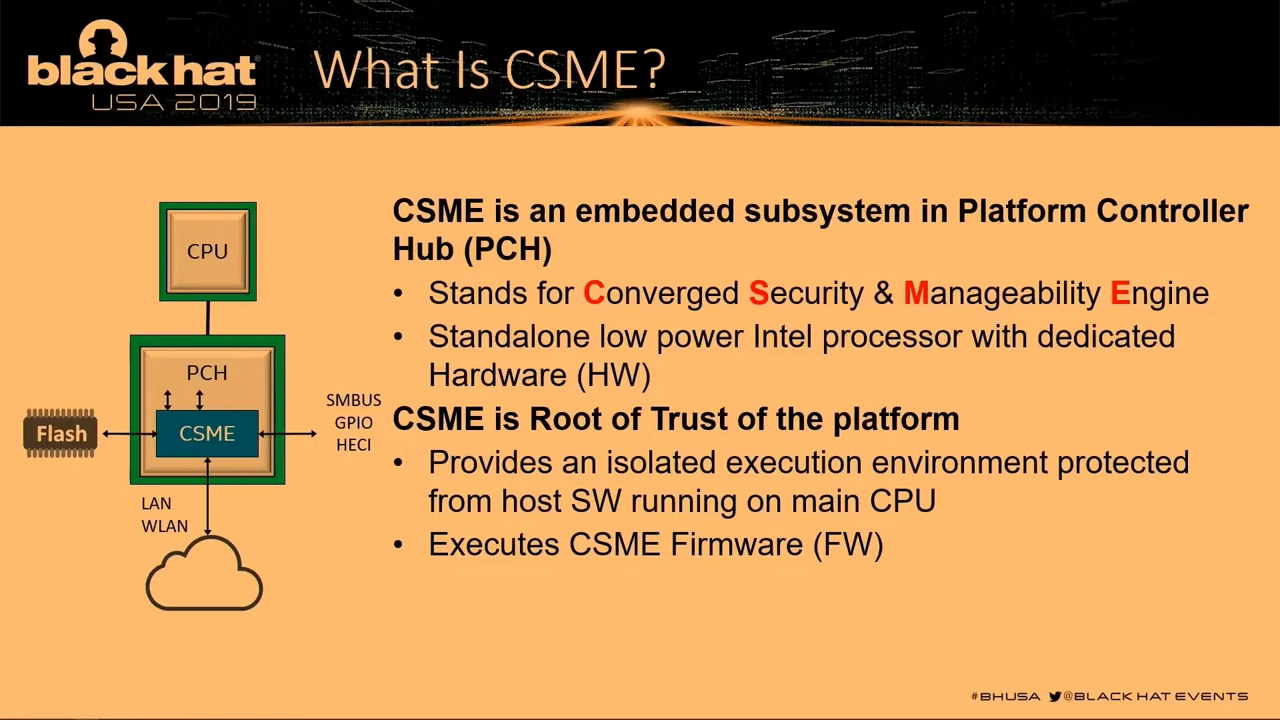 black hat®
USA 2019
What Is CSME?
CPU
PCH
CSME
Flash
SMBUS
GPIO
HECI
LAN
WLAN
CSME is an embedded subsystem in Platform Controller
Hub (PCH)
• Stands for Converged Security & Manageability Engine
• Standalone low power Intel processor with dedicated
Hardware (HW)
CSME is Root of Trust of the platform
• Provides an isolated execution environment protected
from host SW running on main CPU
• Executes CSME Firmware (FW)
#BHUSA @BLACK HAT EVENTS